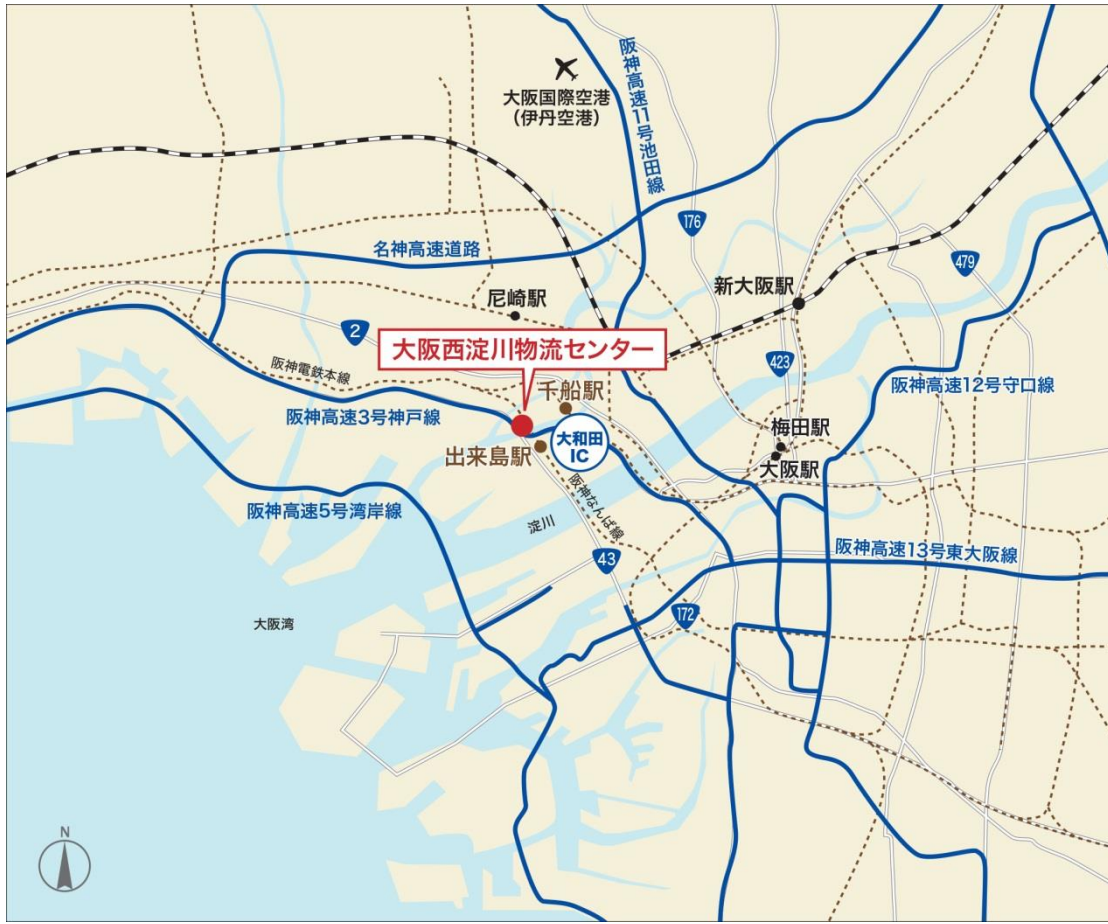 大阪国際空港
(伊丹空港)
阪神高速11号池田線
176
名神高速道路
479
新大阪駅
尼崎駅
2
大阪西淀川物流センター
阪神電鉄本線
423
阪神高速12号守口線
千船駅
阪神高速3号神戸線
大和田
IC
梅田駅
大阪駅
出来島駅
阪神高速5号湾岸線
阪神なんば線
淀川
阪神高速13号東大阪線
43
172
大阪湾
N